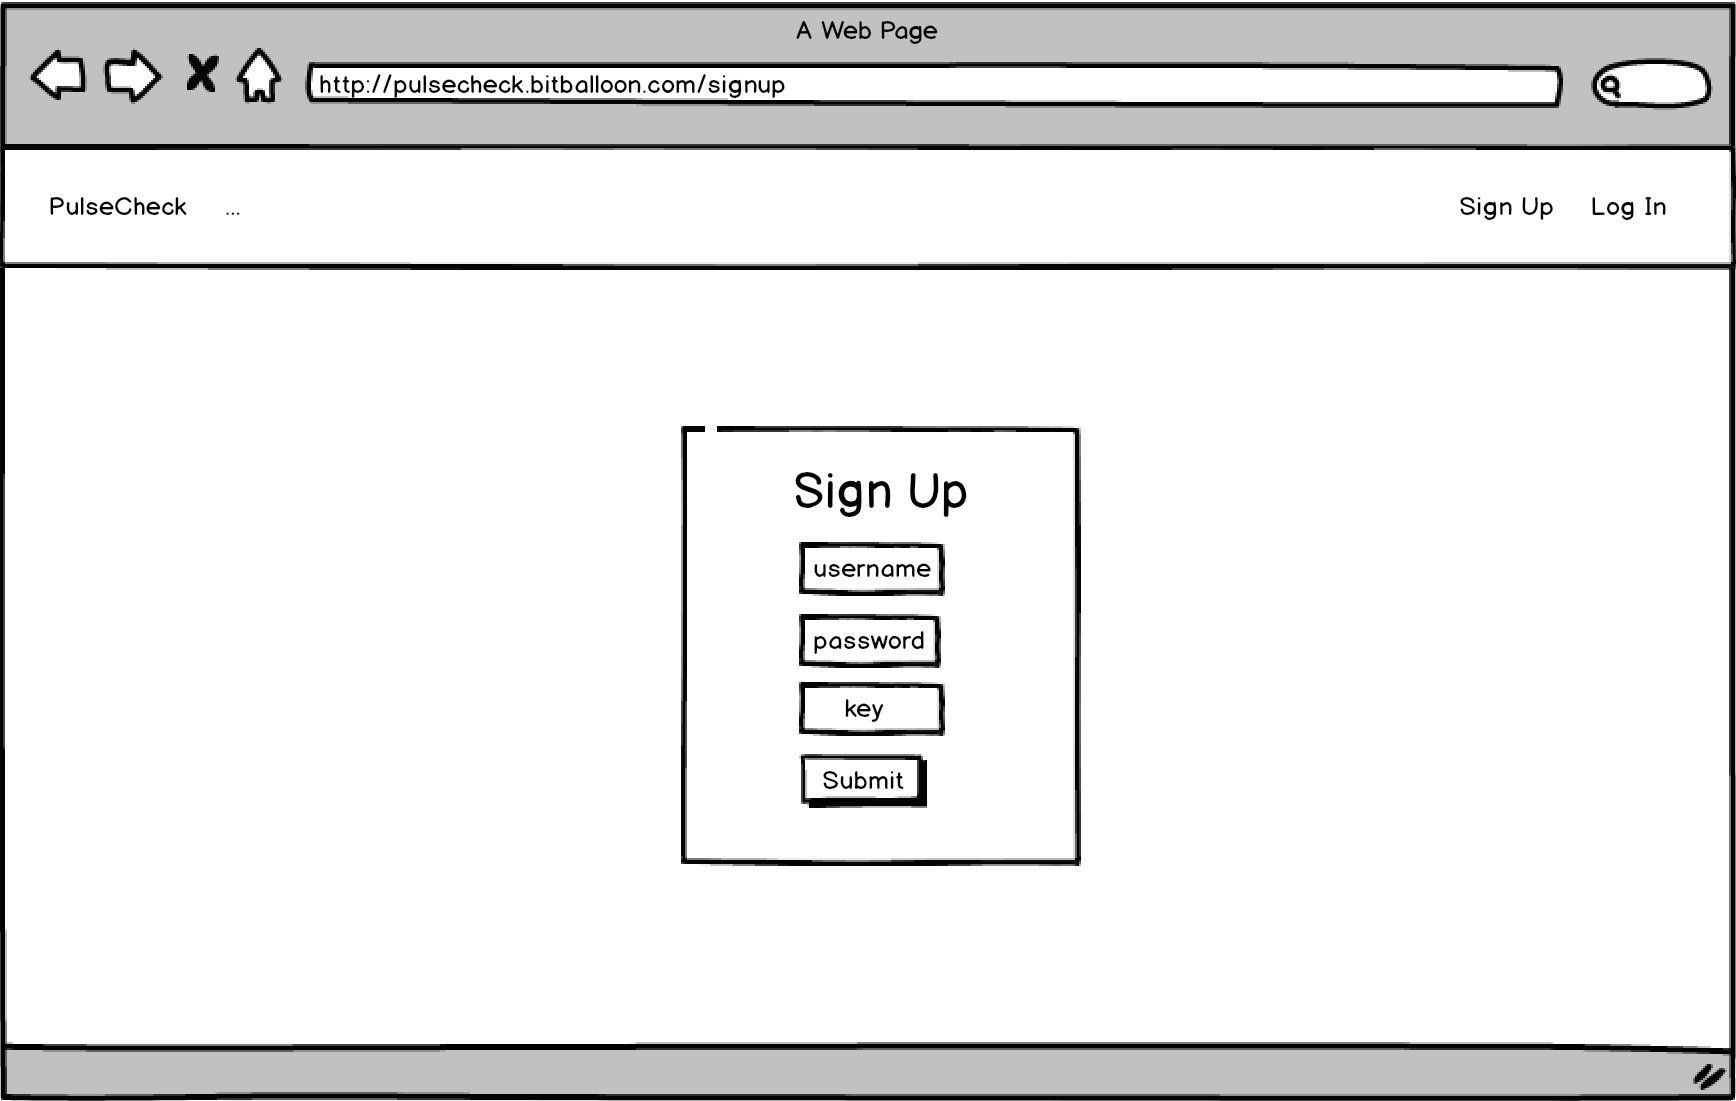 A Web Page
http://pulsecheck.bitballoon.com/signup
PulseCheck ... Sign Up Log In
Sign Up
username
password
key
Submit